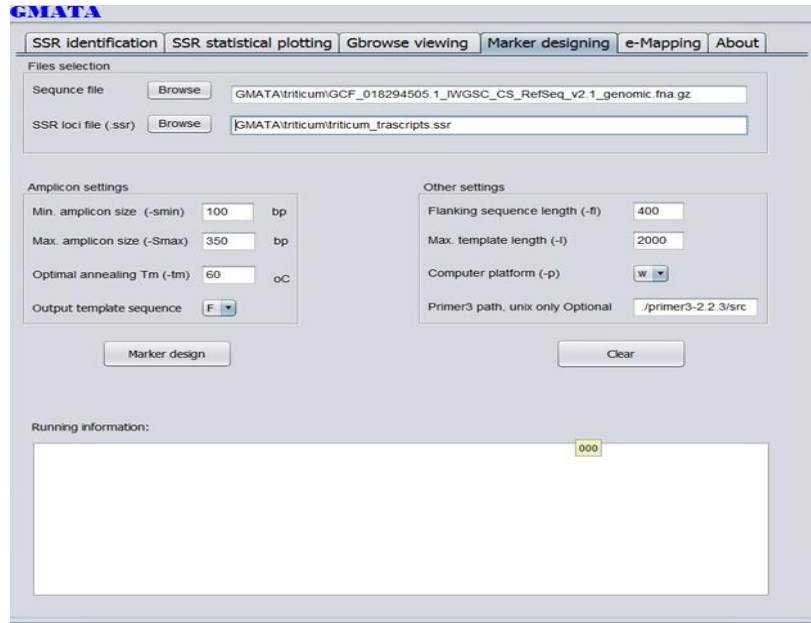 GMATA
SSR identification SSR statistical plotting Gbrowse viewing Marker designing e-Mapping About
Files selection
Sequnce file Browse GMATA\triticum\GCF_018294505.1_IWGSC_CS_RefSeq_v2.1_genomic.fna.gz
SSR loci file (.ssr) Browse GMATA\triticum\triticum_trascripts.ssr
Amplicon settings Other settings
Min. amplicon size (-smin) 100 bp Flanking sequence length (-fl) 400
Max. amplicon size (-Smax) 350 bp Max. template length (-l) 2000
Optimal annealing Tm (-tm) 60 oC Computer platform (-p) w
Output template sequence F Primer3 path, unix only Optional ./primer3-2.2.3/src
Marker design Clear
Running information:
000